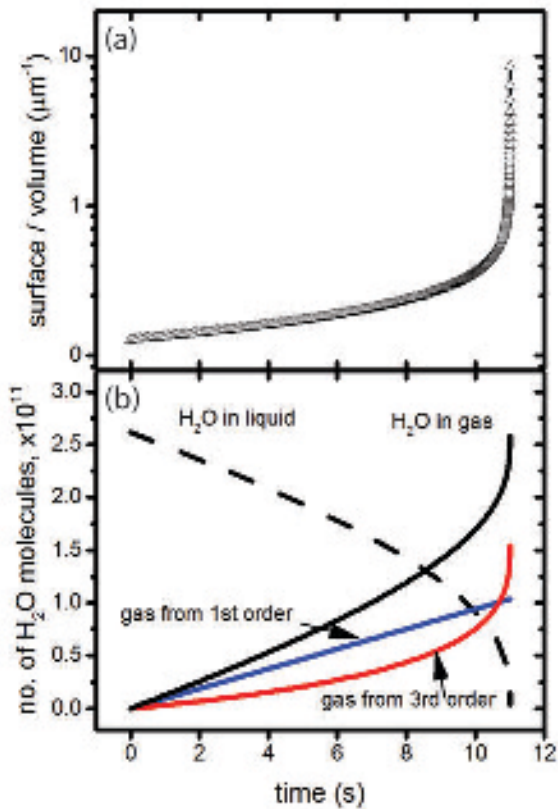 (a)
surface / volume (μm⁻¹)
10
1
0
(b)
no. of H₂O molecules, x10¹¹
3.0
2.5
2.0
1.5
1.0
0.5
0.0
H₂O in liquid
H₂O in gas
gas from 1st order
gas from 3rd order
0 2 4 6 8 10 12
time (s)